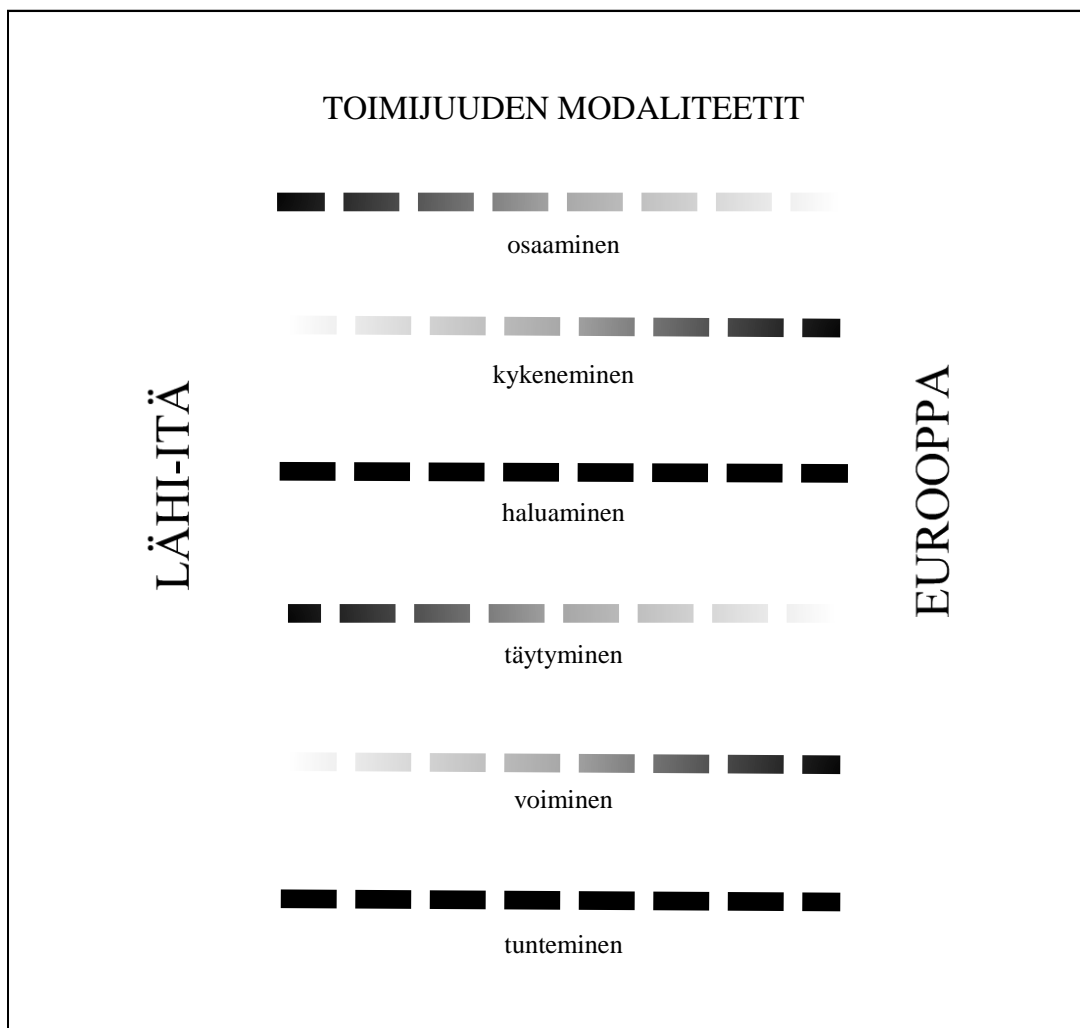 TOIMIJUUDEN MODALITEETIT
osaaminen
kykeneminen
LÄHI-ITÄ
EUROOPPA
haluaminen
täytyminen
voiminen
tunteminen